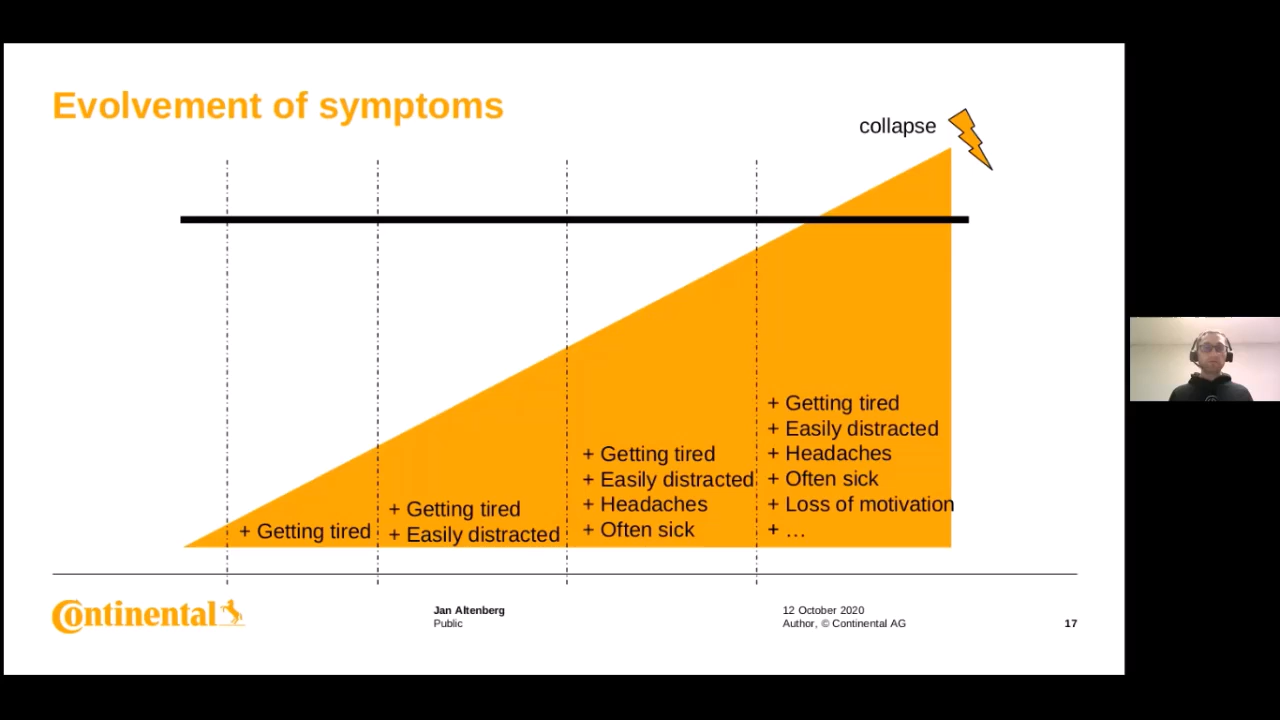 Evolvement of symptoms
collapse
+ Getting tired
+ Getting tired
+ Easily distracted
+ Getting tired
+ Easily distracted
+ Headaches
+ Often sick
+ Getting tired
+ Easily distracted
+ Headaches
+ Often sick
+ Loss of motivation
+ …
Continental
Jan Altenberg
Public
12 October 2020
Author, © Continental AG
17